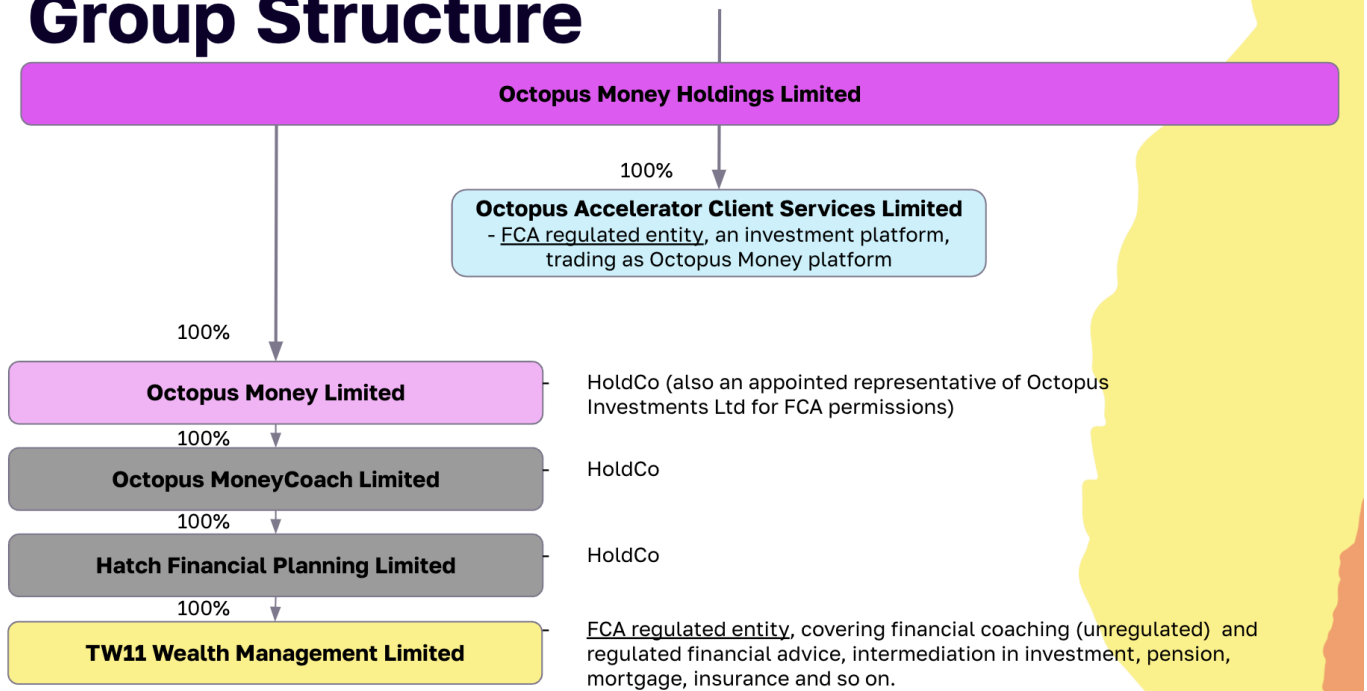 Group Structure
Octopus Money Holdings Limited
100%
Octopus Accelerator Client Services Limited
- FCA regulated entity, an investment platform,
trading as Octopus Money platform
100%
Octopus Money Limited
- HoldCo (also an appointed representative of Octopus
Investments Ltd for FCA permissions)
100%
Octopus MoneyCoach Limited
- HoldCo
100%
Hatch Financial Planning Limited
- HoldCo
100%
TW11 Wealth Management Limited
- FCA regulated entity, covering financial coaching (unregulated) and
regulated financial advice, intermediation in investment, pension,
mortgage, insurance and so on.